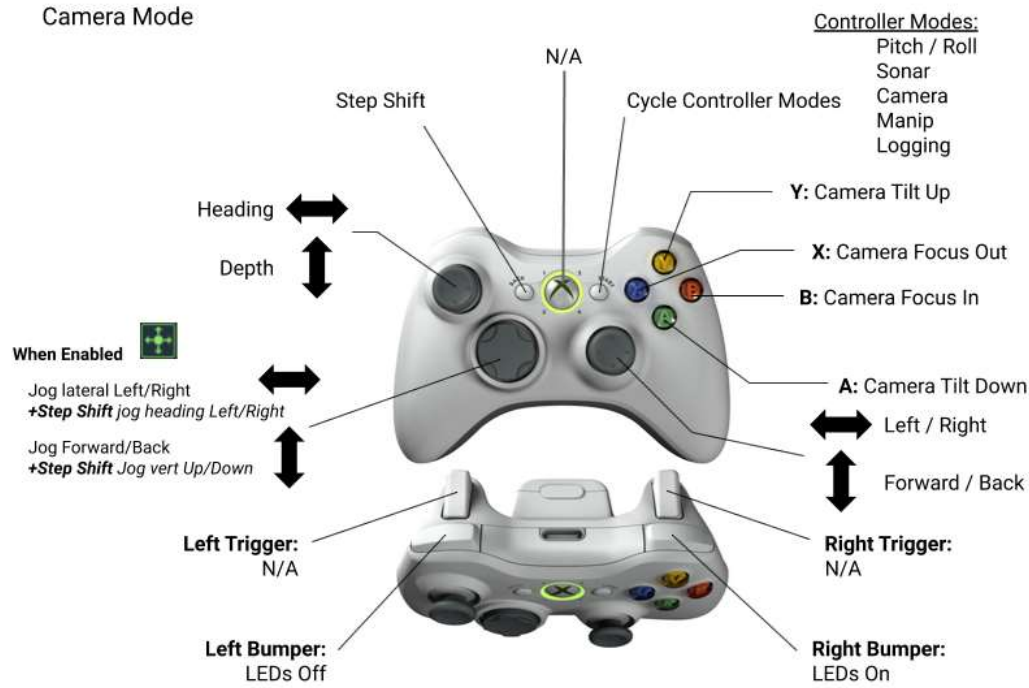 Camera Mode
Controller Modes:
Pitch / Roll
Sonar
Camera
Manip
Logging
N/A
Step Shift
Cycle Controller Modes
Y: Camera Tilt Up
Heading
X: Camera Focus Out
Depth
B: Camera Focus In
When Enabled
A: Camera Tilt Down
Jog lateral Left/Right
+Step Shift jog heading Left/Right
Left / Right
Jog Forward/Back
+Step Shift Jog vert Up/Down
Forward / Back
Left Trigger:
N/A
Right Trigger:
N/A
Left Bumper:
LEDs Off
Right Bumper:
LEDs On